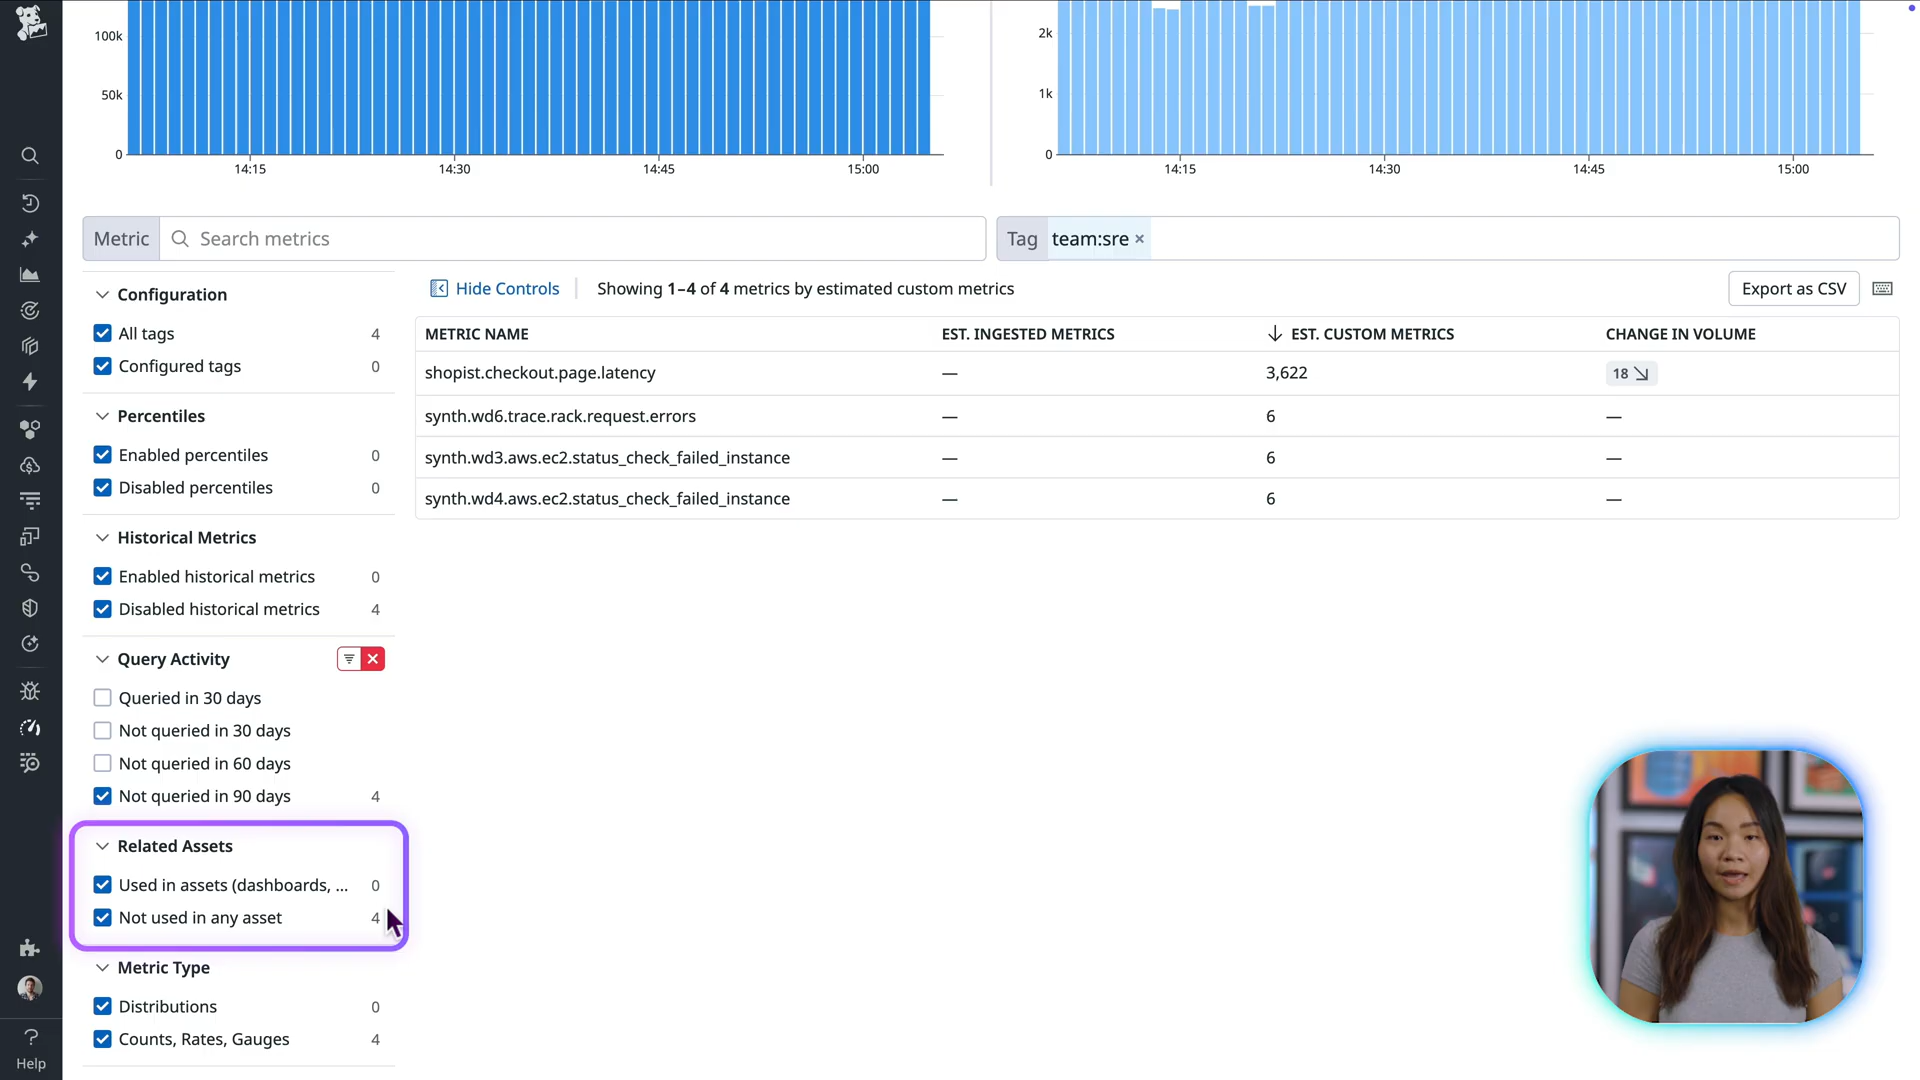 100k
50k
0
14:15
14:30
14:45
15:00
2k
1k
0
14:15
14:30
14:45
15:00
Metric
Search metrics
Tag
team:sre ×
Configuration
All tags 4
Configured tags 0
Percentiles
Enabled percentiles 0
Disabled percentiles 0
Historical Metrics
Enabled historical metrics 0
Disabled historical metrics 4
Query Activity
Queried in 30 days
Not queried in 30 days
Not queried in 60 days
Not queried in 90 days 4
Related Assets
Used in assets (dashboards, ... 0
Not used in any asset 4
Metric Type
Distributions 0
Counts, Rates, Gauges 4
Hide Controls
Showing 1–4 of 4 metrics by estimated custom metrics
Export as CSV
METRIC NAME EST. INGESTED METRICS EST. CUSTOM METRICS CHANGE IN VOLUME
shopist.checkout.page.latency — 3,622 18
synth.wd6.trace.rack.request.errors — 6 —
synth.wd3.aws.ec2.status_check_failed_instance — 6 —
synth.wd4.aws.ec2.status_check_failed_instance — 6 —
? Help